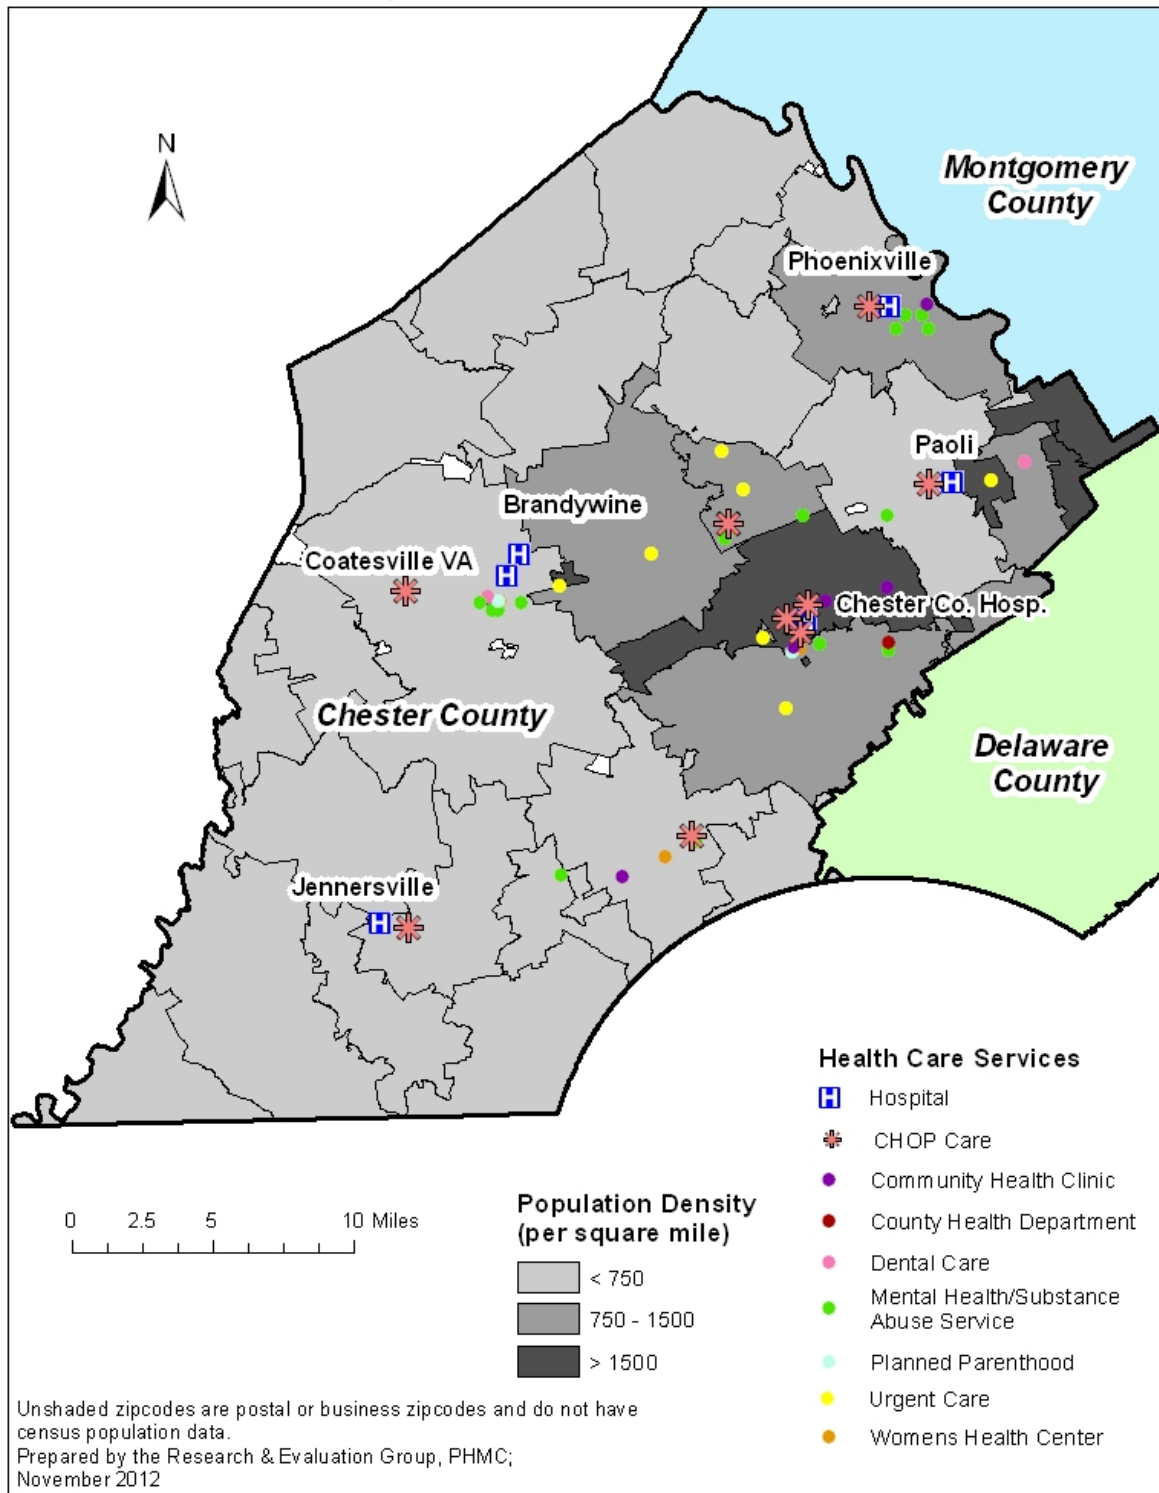 N
Montgomery
County
Phoenixville
H
Paoli
H
Brandywine
H
Coatesville VA
H
Chester Co. Hosp.
H
Chester County
Delaware
County
Jennersville
H
Health Care Services
H Hospital
CHOP Care
Community Health Clinic
County Health Department
Dental Care
Mental Health/Substance
Abuse Service
Planned Parenthood
Urgent Care
Womens Health Center
0 2.5 5 10 Miles
Population Density
(per square mile)
< 750
750 - 1500
> 1500
Unshaded zipcodes are postal or business zipcodes and do not have
census population data.
Prepared by the Research & Evaluation Group, PHMC;
November 2012